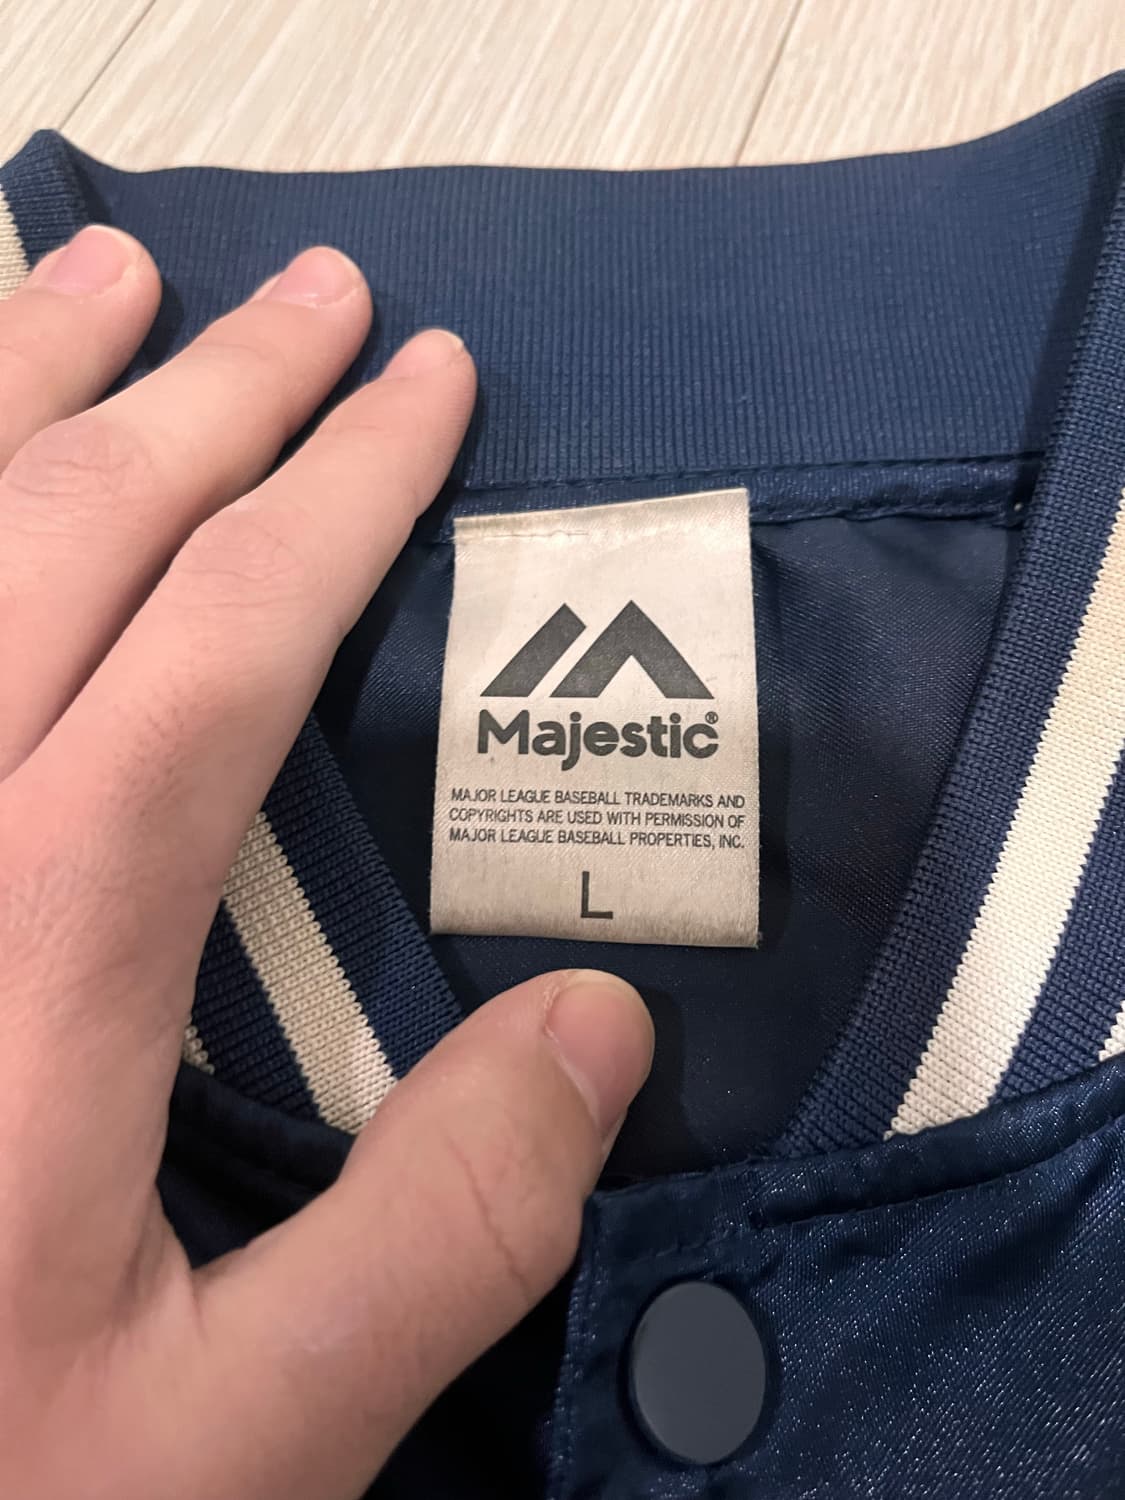 Majestic®
MAJOR LEAGUE BASEBALL TRADEMARKS AND
COPYRIGHTS ARE USED WITH PERMISSION OF
MAJOR LEAGUE BASEBALL PROPERTIES, INC.
L